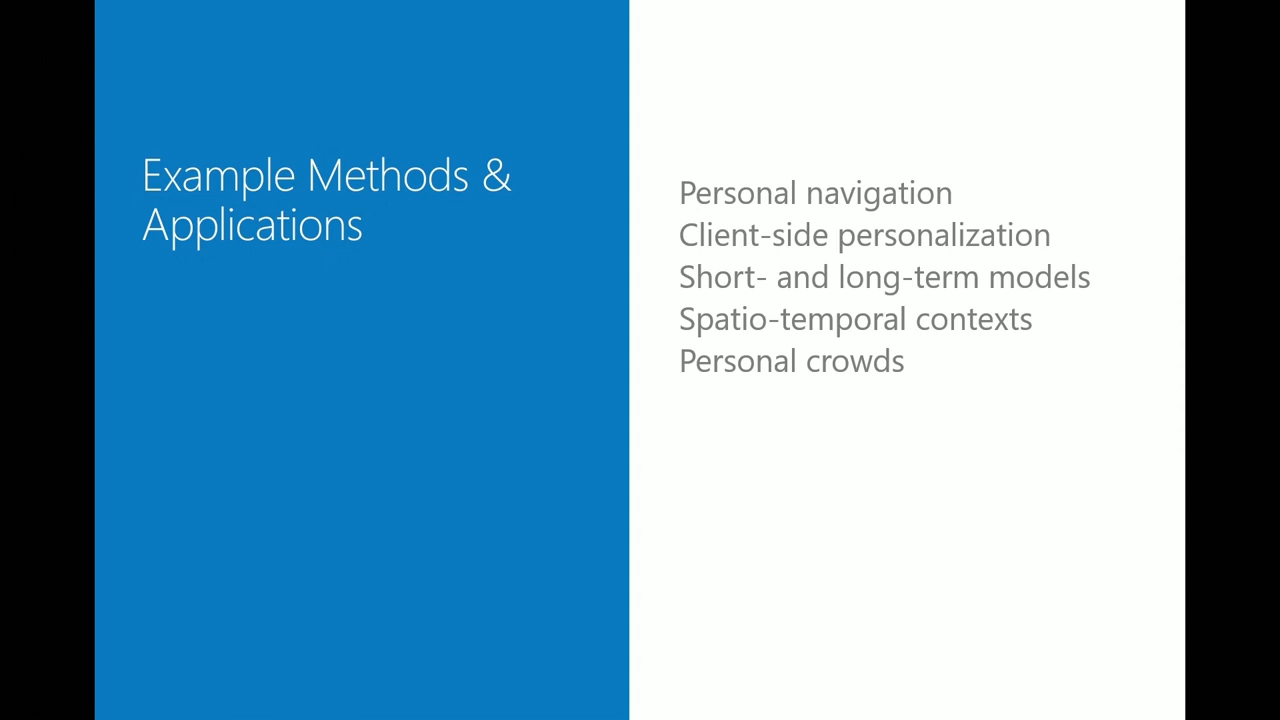 Example Methods &
Applications
Personal navigation
Client-side personalization
Short- and long-term models
Spatio-temporal contexts
Personal crowds